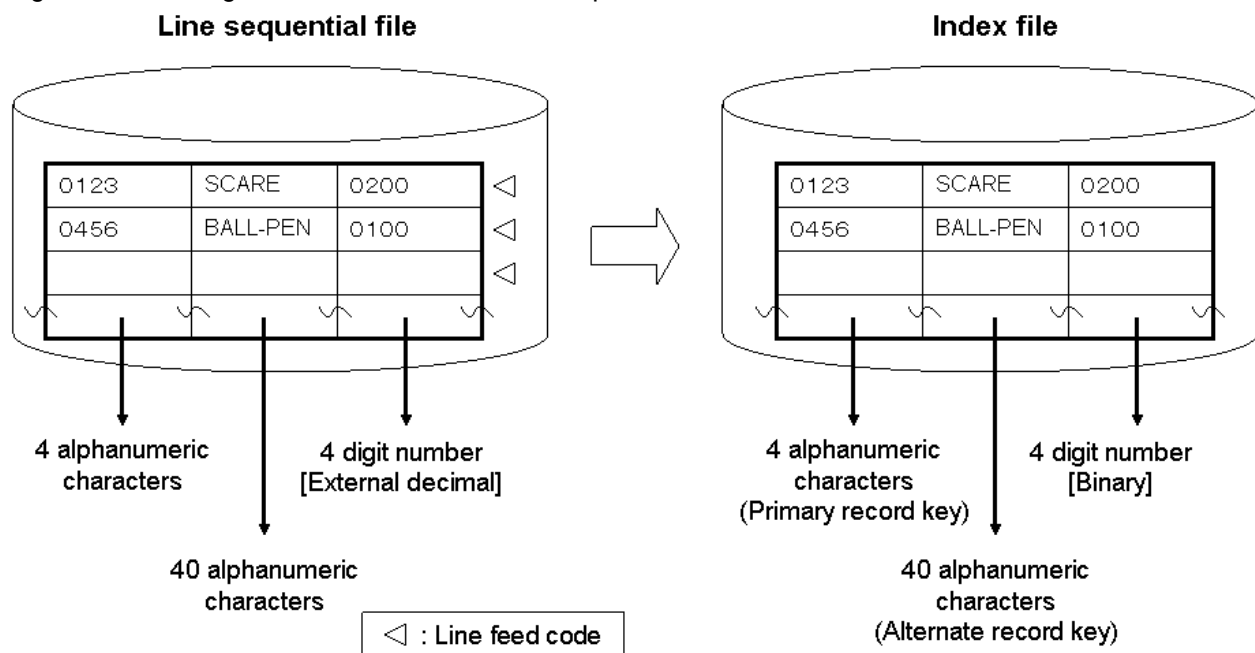 Line sequential file
Index file
0123 SCARE 0200
0456 BALL-PEN 0100
0123 SCARE 0200
0456 BALL-PEN 0100
4 alphanumeric
characters
4 digit number
[External decimal]
40 alphanumeric
characters
4 alphanumeric
characters
(Primary record key)
4 digit number
[Binary]
40 alphanumeric
characters
(Alternate record key)
: Line feed code